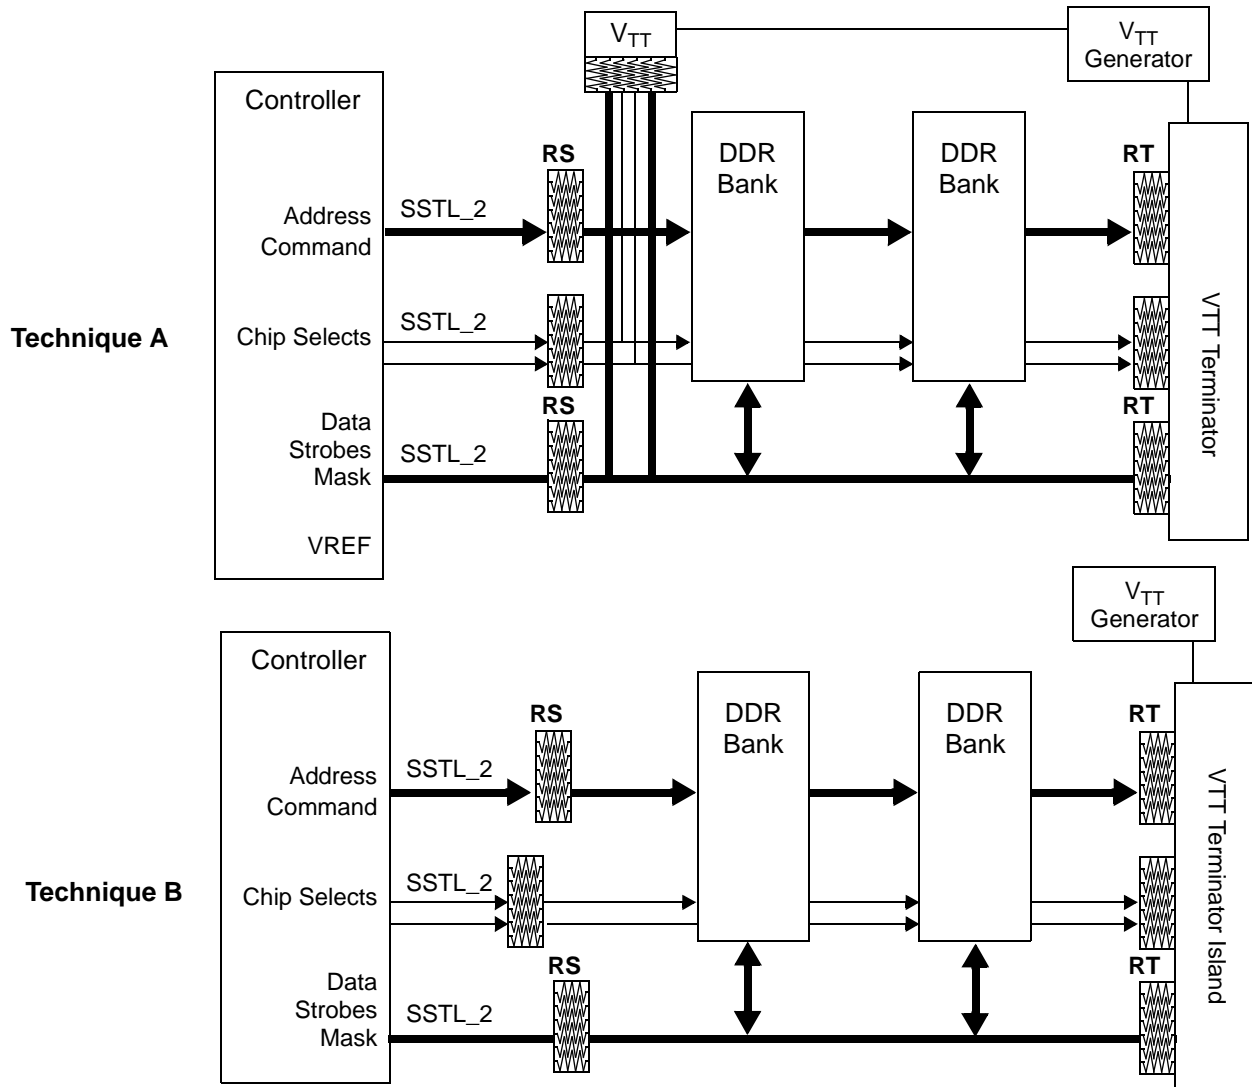 VTT
VTT
Generator
Controller
RS
DDR
Bank
DDR
Bank
RT
Address
Command
SSTL_2
Technique A
Chip Selects
SSTL_2
VTT Terminator
RS
RT
Data
Strobes
Mask
SSTL_2
VREF
VTT
Generator
Controller
RS
DDR
Bank
DDR
Bank
RT
Address
Command
SSTL_2
Technique B
Chip Selects
SSTL_2
VTT Terminator Island
RS
RT
Data
Strobes
Mask
SSTL_2